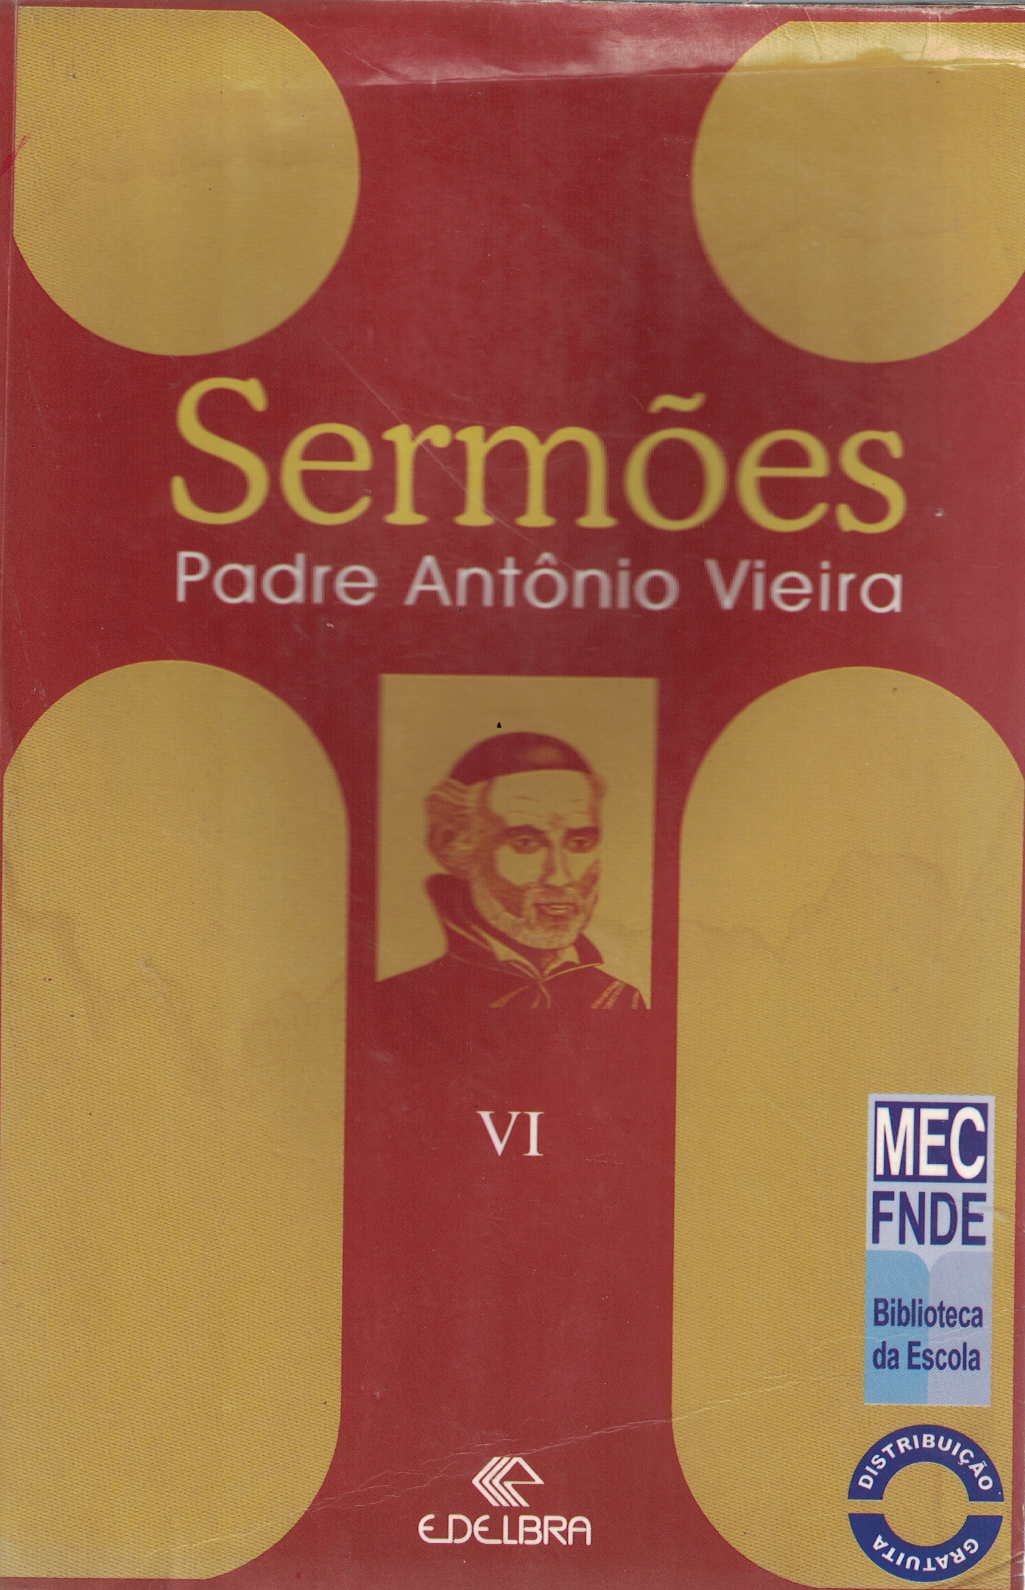 Sermões
Padre Antônio Vieira
VI
MEC
FNDE
Biblioteca
da Escola
DISTRIBUIÇÃO
GRATUITA
EDELBRA